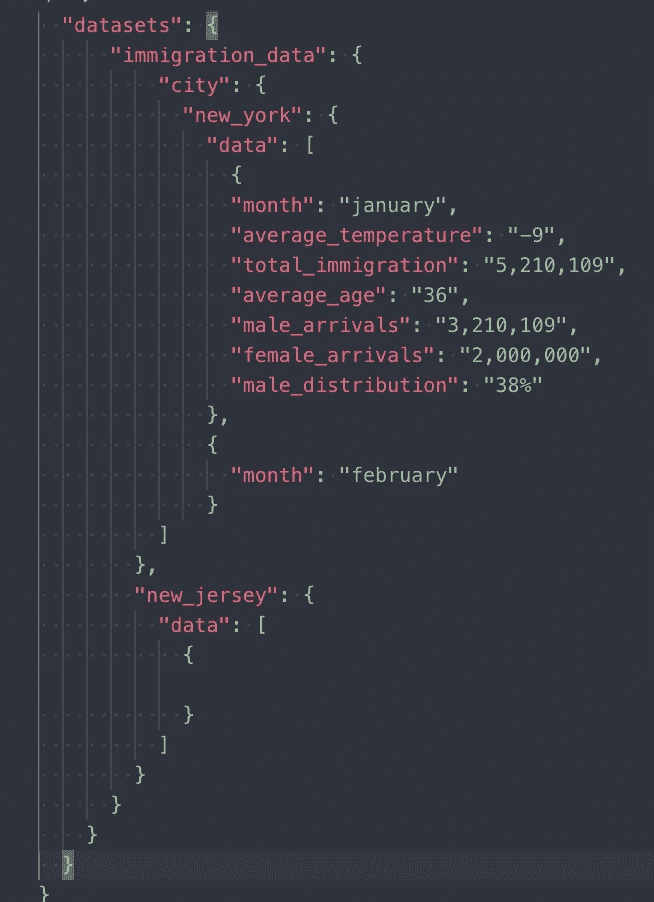 "datasets": {
"immigration_data": {
"city": {
"new_york": {
"data": [
{
"month": "january",
"average_temperature": "-9",
"total_immigration": "5,210,109",
"average_age": "36",
"male_arrivals": "3,210,109",
"female_arrivals": "2,000,000",
"male_distribution": "38%"
},
{
"month": "february"
}
]
},
"new_jersey": {
"data": [
{
}
]
}
}
}
}
}